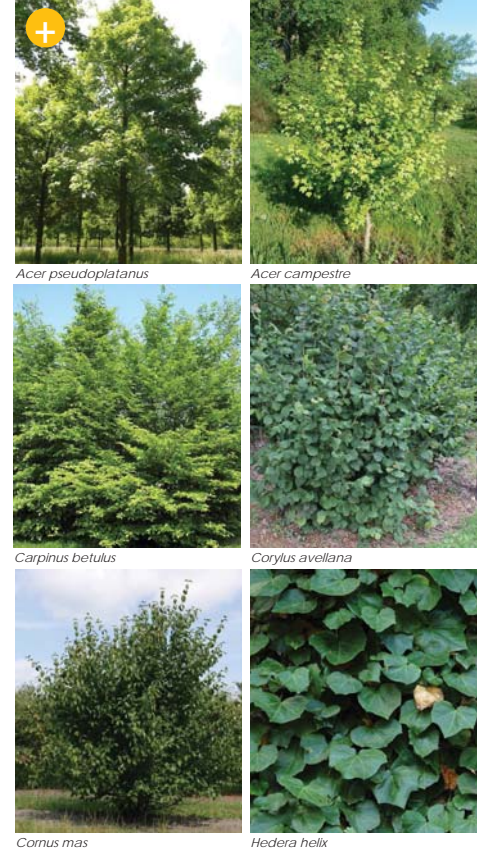 +
Acer pseudoplatanus
Acer campestre
Carpinus betulus
Corylus avellana
Cornus mas
Hedera helix